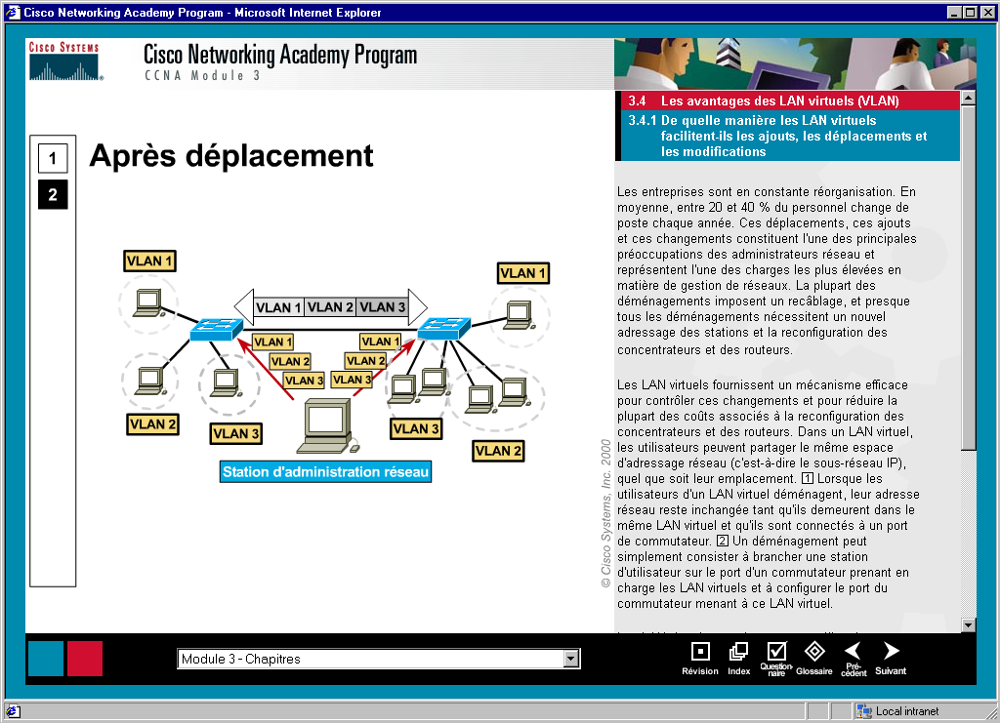 Cisco Networking Academy Program - Microsoft Internet Explorer
CISCO SYSTEMS
Cisco Networking Academy Program
CCNA Module 3
3.4 Les avantages des LAN virtuels (VLAN)
3.4.1 De quelle manière les LAN virtuels
facilitent-ils les ajouts, les déplacements et
les modifications
1
2
Après déplacement
VLAN 1
VLAN 1
VLAN 1 VLAN 2 VLAN 3
VLAN 1
VLAN 1
VLAN 2
VLAN 2
VLAN 3
VLAN 3
VLAN 2
VLAN 3
VLAN 3
VLAN 2
Station d'administration réseau
© Cisco Systems, Inc. 2000
Les entreprises sont en constante réorganisation. En
moyenne, entre 20 et 40 % du personnel change de
poste chaque année. Ces déplacements, ces ajouts
et ces changements constituent l'une des principales
préoccupations des administrateurs réseau et
représentent l'une des charges les plus élevées en
matière de gestion de réseaux. La plupart des
déménagements imposent un recâblage, et presque
tous les déménagements nécessitent un nouvel
adressage des stations et la reconfiguration des
concentrateurs et des routeurs.
Les LAN virtuels fournissent un mécanisme efficace
pour contrôler ces changements et pour réduire la
plupart des coûts associés à la reconfiguration des
concentrateurs et des routeurs. Dans un LAN virtuel,
les utilisateurs peuvent partager le même espace
d'adressage réseau (c'est-à-dire le sous-réseau IP),
quel que soit leur emplacement. 1 Lorsque les
utilisateurs d'un LAN virtuel déménagent, leur adresse
réseau reste inchangée tant qu'ils demeurent dans le
même LAN virtuel et qu'ils sont connectés à un port
de commutateur. 2 Un déménagement peut
simplement consister à brancher une station
d'utilisateur sur le port d'un commutateur prenant en
charge les LAN virtuels et à configurer le port du
commutateur menant à ce LAN virtuel.
Module 3 - Chapitres
Révision
Index
Question-
naire
Glossaire
Pré-
cédent
Suivant
Local intranet